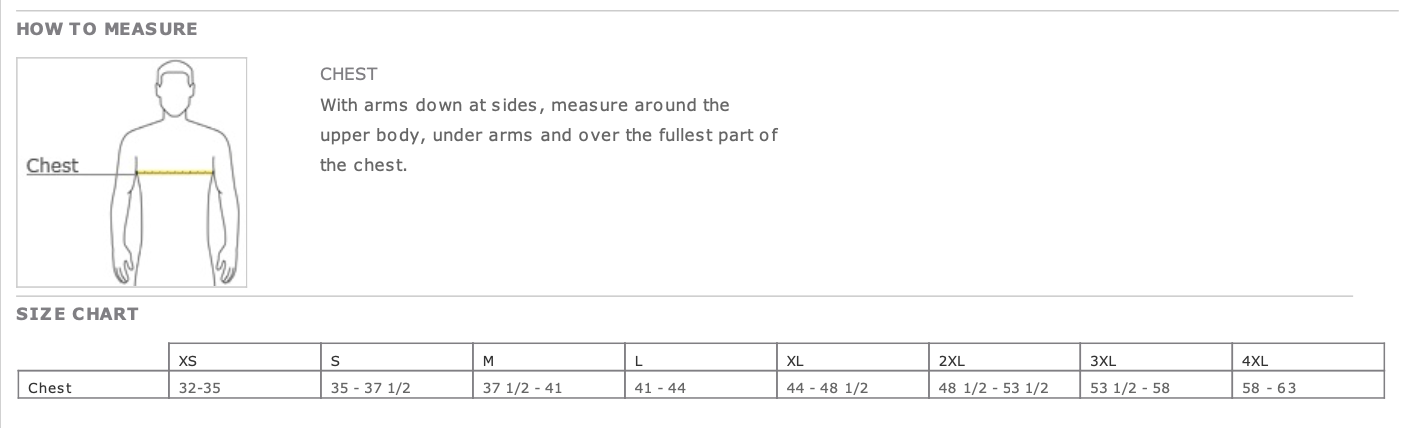 HOW TO MEASURE
Chest
CHEST
With arms down at sides, measure around the
upper body, under arms and over the fullest part of
the chest.
SIZE CHART
XS S M L XL 2XL 3XL 4XL
Chest 32-35 35 - 37 1/2 37 1/2 - 41 41 - 44 44 - 48 1/2 48 1/2 - 53 1/2 53 1/2 - 58 58 - 63